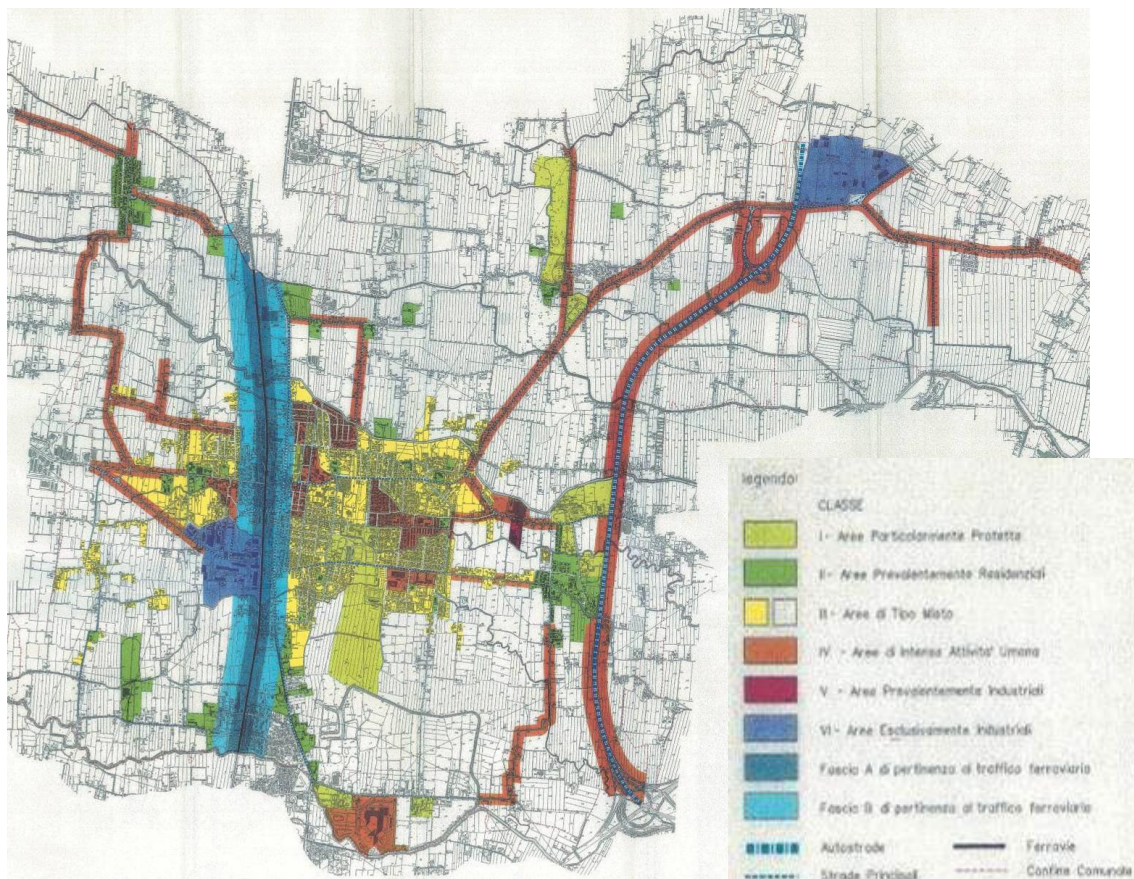 legenda
CLASSE
I- Aree Particolarmente Protette
II- Aree Prevalentemente Residenziali
III- Aree di Tipo Misto
IV - Aree di Intensa Attivita' Umana
V - Aree Prevalentemente Industriali
VI- Aree Esclusivamente Industriali
Fascia A di pertinenza al traffico ferroviario
Fascia B di pertinenza al traffico ferroviario
Autostrade
Ferrovie
Strade Principali
Confine Comunale